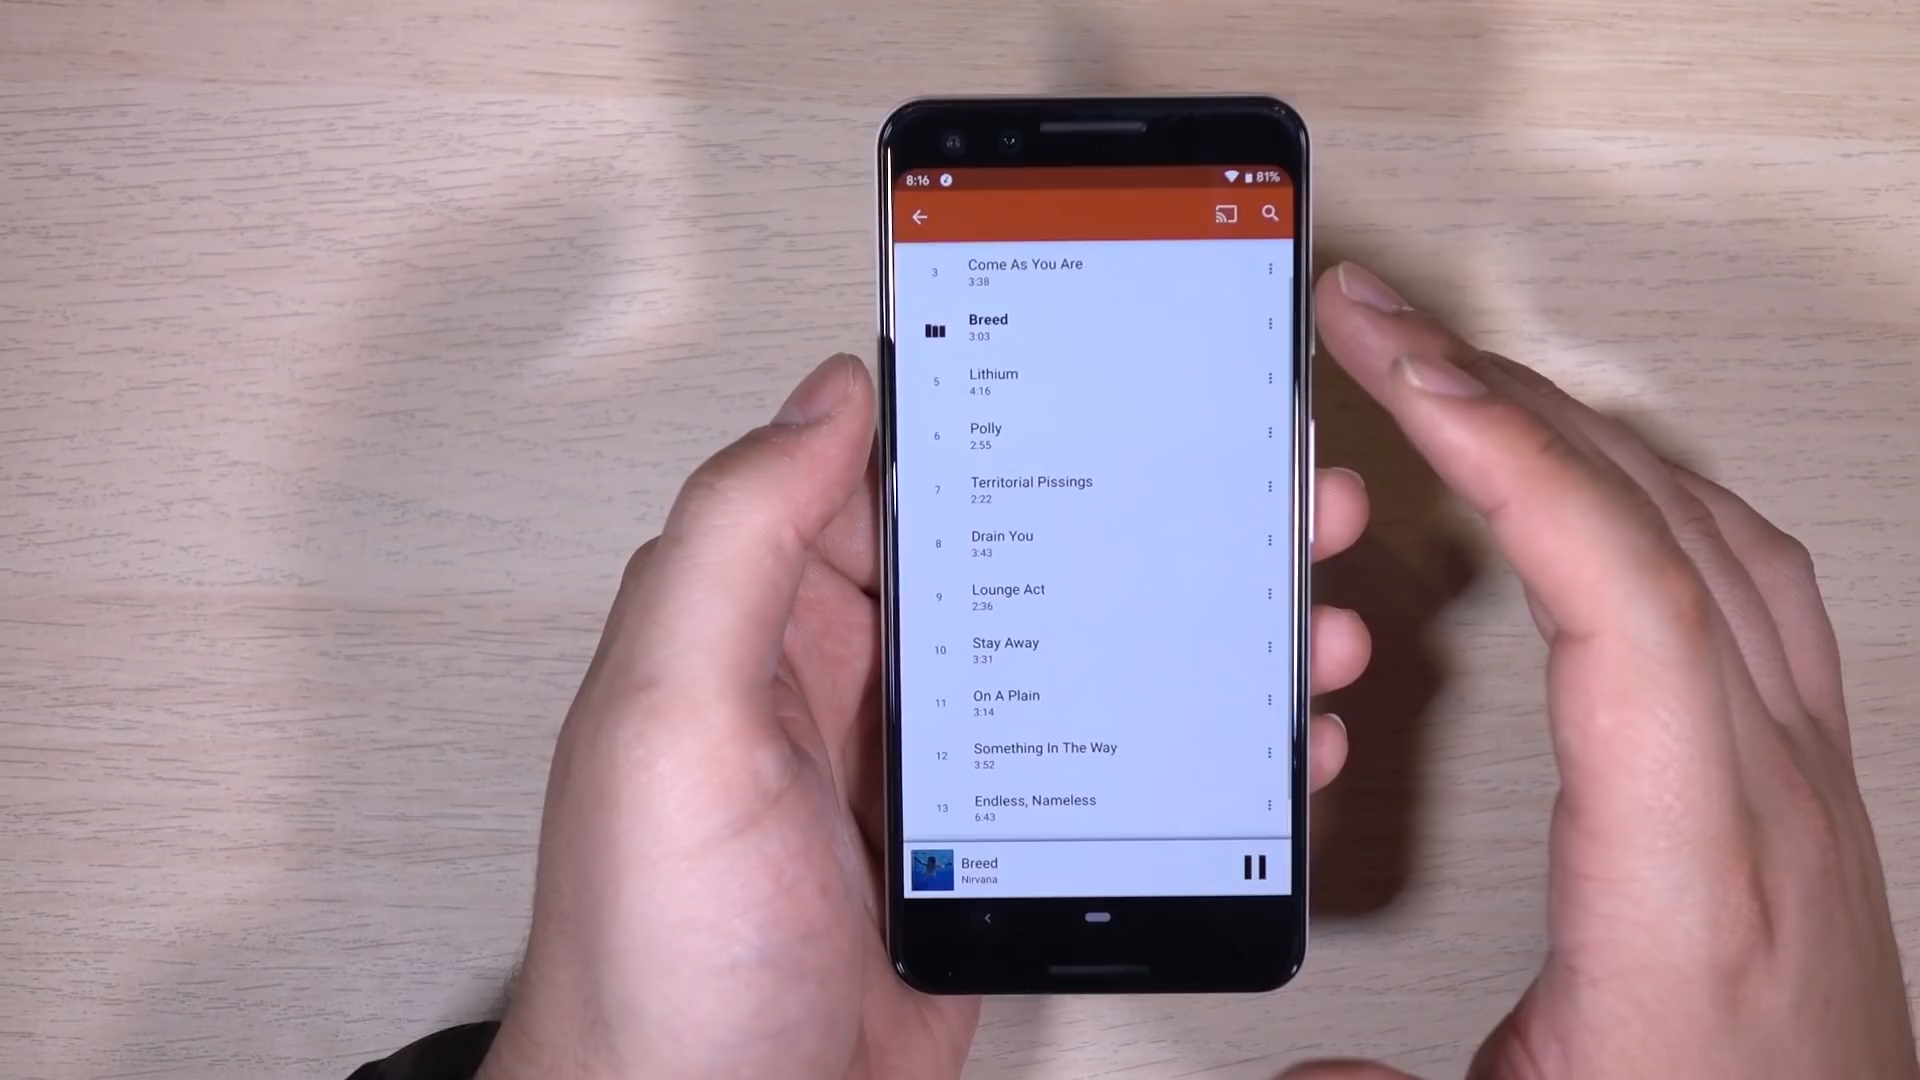 8:16
81%
3
Come As You Are
3:38
Breed
3:03
5
Lithium
4:16
6
Polly
2:55
7
Territorial Pissings
2:22
8
Drain You
3:43
9
Lounge Act
2:36
10
Stay Away
3:31
11
On A Plain
3:14
12
Something In The Way
3:52
13
Endless, Nameless
6:43
Breed
Nirvana